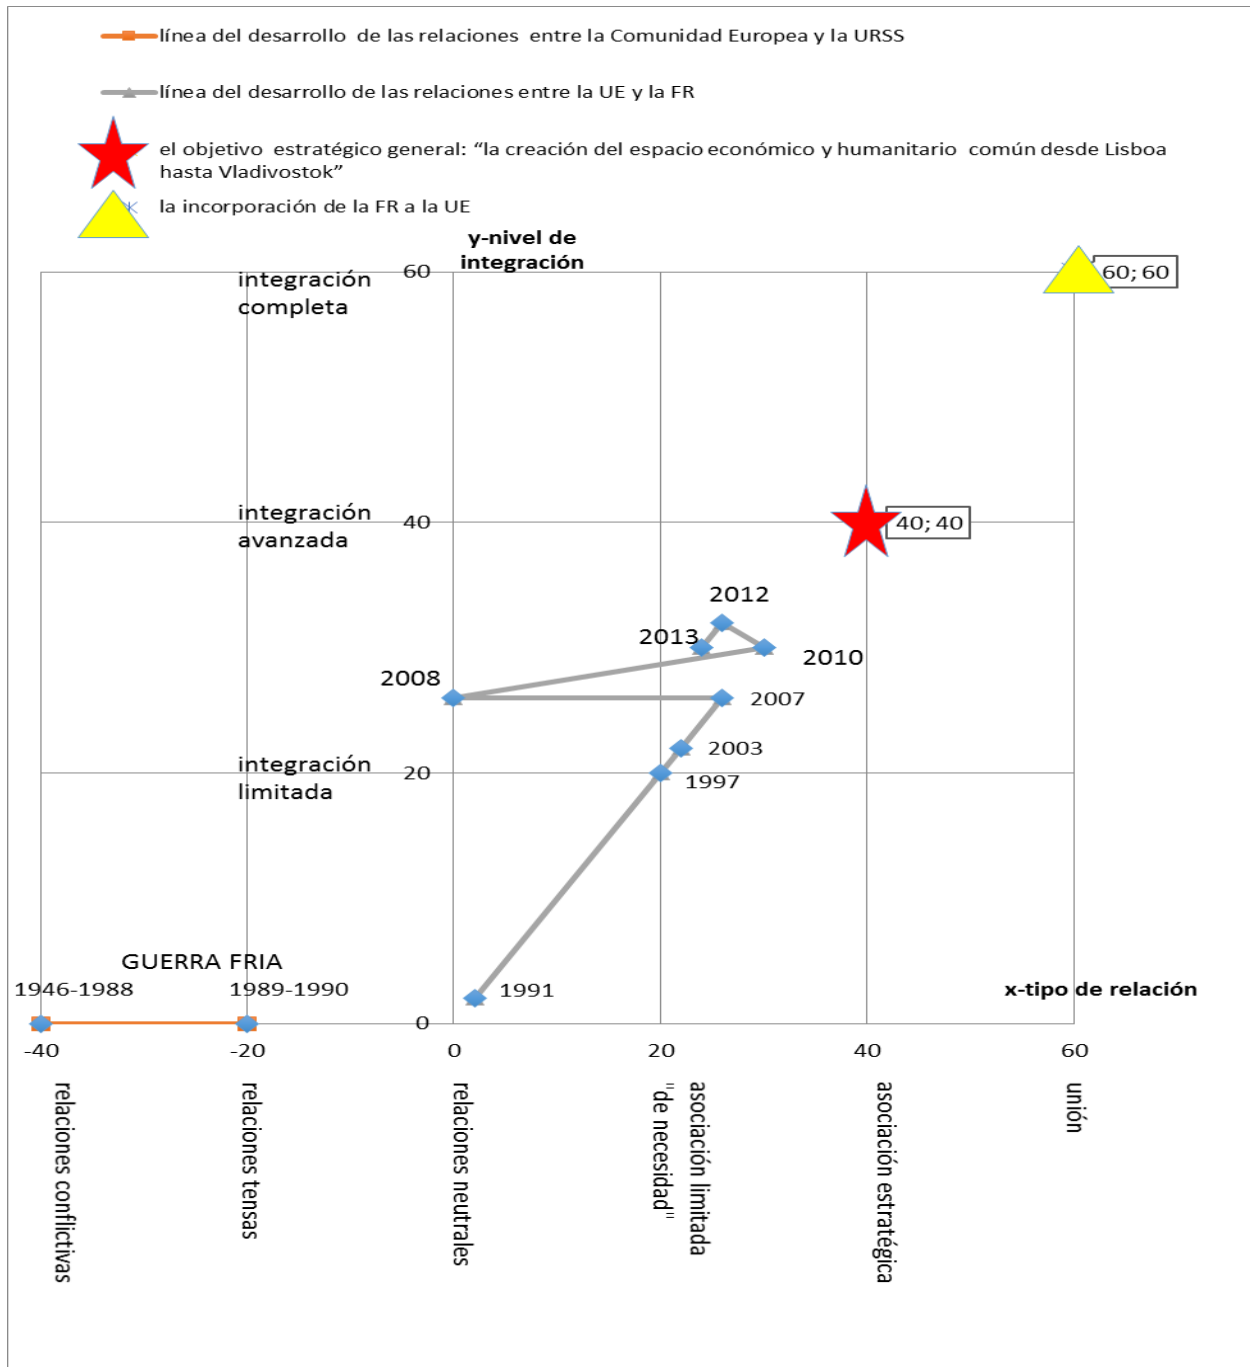 línea del desarrollo de las relaciones entre la Comunidad Europea y la URSS
línea del desarrollo de las relaciones entre la UE y la FR
el objetivo estratégico general: “la creación del espacio económico y humanitario común desde Lisboa
hasta Vladivostok”
la incorporación de la FR a la UE
y-nivel de
integración
60
integración
completa
60; 60
integración
avanzada
40
40; 40
2012
2013
2010
2008
2007
2003
integración
limitada
20
1997
GUERRA FRIA
1946-1988
1989-1990
1991
x-tipo de relación
0
-40
-20
0
20
40
60
relaciones conflictivas
relaciones tensas
relaciones neutrales
asociación limitada
"de necesidad"
asociación estratégica
unión